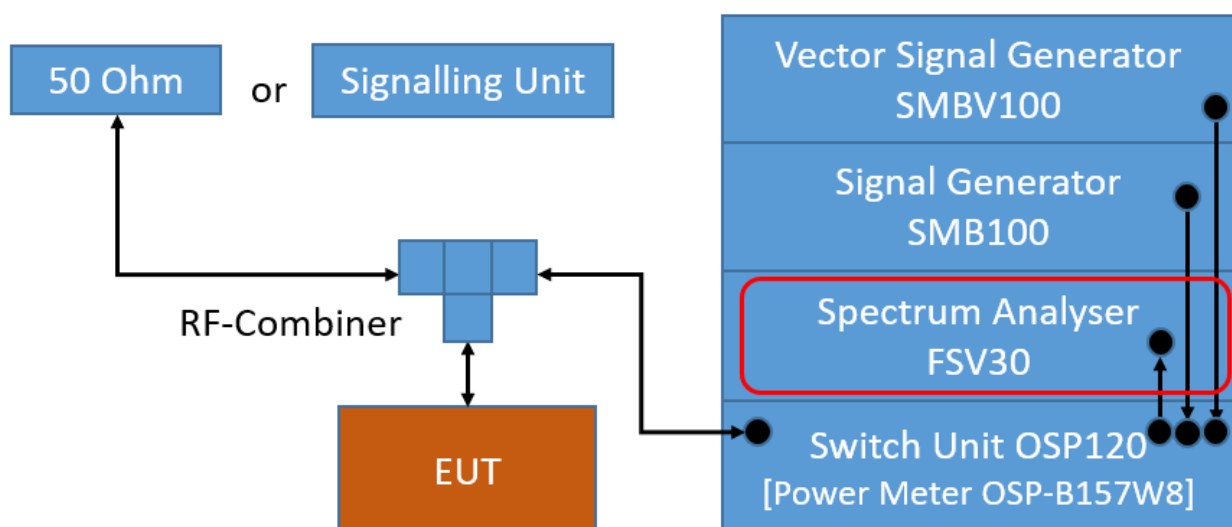 50 Ohm
or
Signalling Unit
RF-Combiner
EUT
Vector Signal Generator
SMBV100
Signal Generator
SMB100
Spectrum Analyser
FSV30
Switch Unit OSP120
[Power Meter OSP-B157W8]